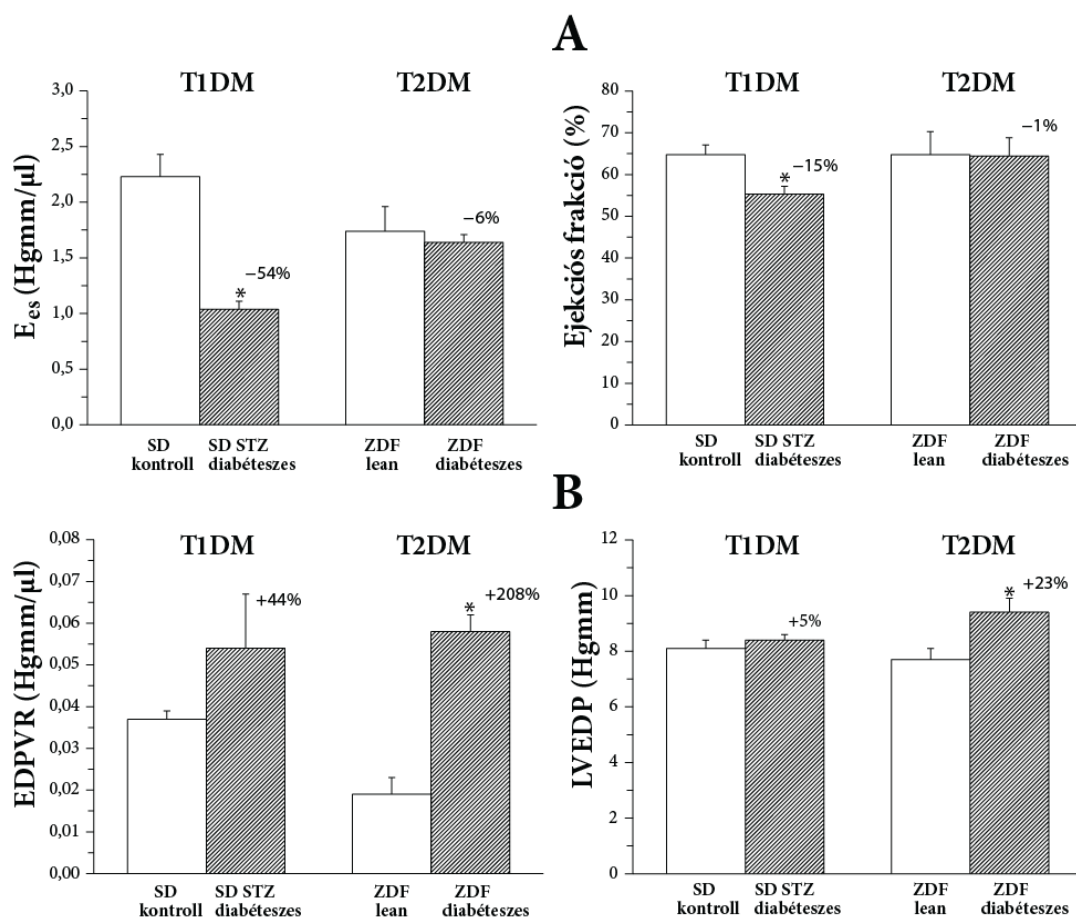 A
T1DM
T2DM
Ees (Hgmm/μl)
3,0
2,5
2,0
1,5
1,0
0,5
0,0
*
−54%
−6%
SD
kontroll
SD STZ
diabéteszes
ZDF
lean
ZDF
diabéteszes
T1DM
T2DM
Ejekciós frakció (%)
80
70
60
50
40
30
20
10
0
*
−15%
−1%
SD
kontroll
SD STZ
diabéteszes
ZDF
lean
ZDF
diabéteszes
B
T1DM
T2DM
EDPVR (Hgmm/μl)
0,08
0,07
0,06
0,05
0,04
0,03
0,02
0,01
0,00
+44%
*
+208%
SD
kontroll
SD STZ
diabéteszes
ZDF
lean
ZDF
diabéteszes
T1DM
T2DM
LVEDP (Hgmm)
12
10
8
6
4
2
0
+5%
*
+23%
SD
kontroll
SD STZ
diabéteszes
ZDF
lean
ZDF
diabéteszes